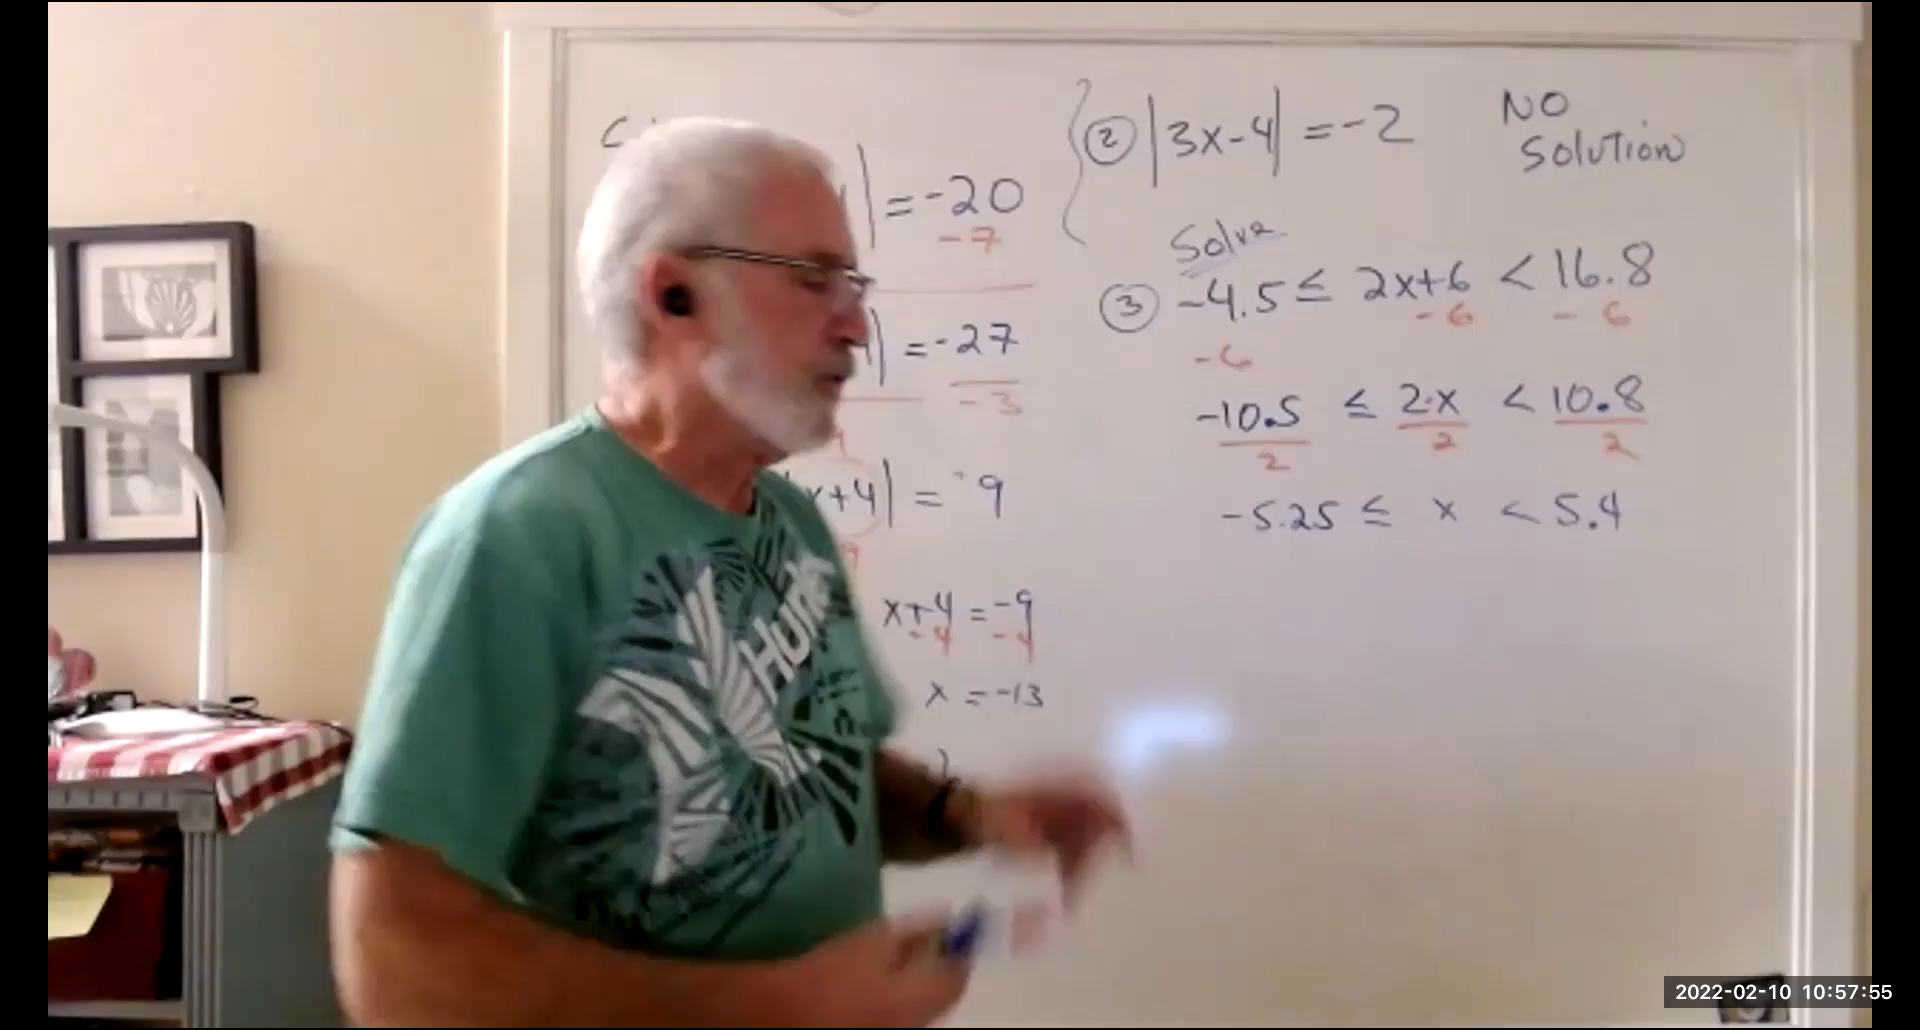 = -20
-7
= -27
-3
x+4| = 9
x+4 = -9
-4 -4
x = -13
② |3x-4| = -2 NO
Solution
Solve
③ -4.5 ≤ 2x+6 < 16.8
-6 -6
-6
-10.5 ≤ 2·x < 10.8
2 2 2
-5.25 ≤ x < 5.4
2022-02-10 10:57:55